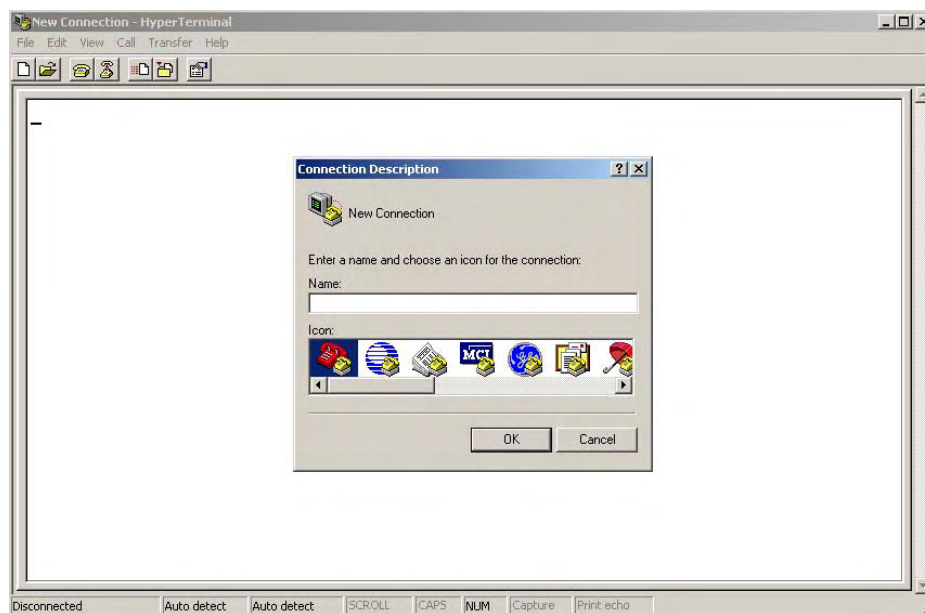 New Connection - HyperTerminal
File Edit View Call Transfer Help
Connection Description
New Connection
Enter a name and choose an icon for the connection:
Name:
Icon:
MCI
OK Cancel
Disconnected Auto detect Auto detect SCROLL CAPS NUM Capture Print echo